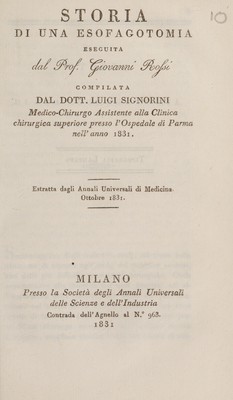 10
STORIA
DI UNA ESOFAGOTOMIA
ESEGUITA
dal Prof. Giovanni Rossi
COMPILATA
DAL DOTT. LUIGI SIGNORINI
Medico-Chirurgo Assistente alla Clinica
chirurgica superiore presso l'Ospedale di Parma
nell'anno 1831.
Estratta dagli Annali Universali di Medicina.
Ottobre 1831.
MILANO
Presso la Società degli Annali Universali
delle Scienze e dell'Industria
Contrada dell'Agnello al N.° 963.
1831